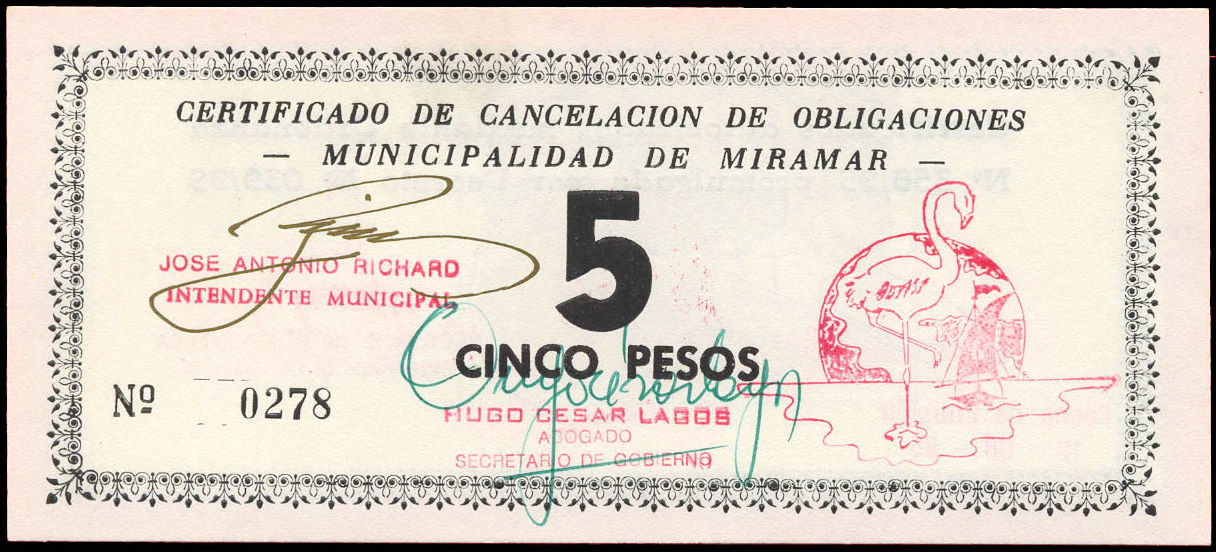 CERTIFICADO DE CANCELACION DE OBLIGACIONES
— MUNICIPALIDAD DE MIRAMAR —
JOSE ANTONIO RICHARD
INTENDENTE MUNICIPAL
5
CINCO PESOS
Nº 0278
HUGO CESAR LAGOS
ABOGADO
SECRETARIO DE GOBIERNO